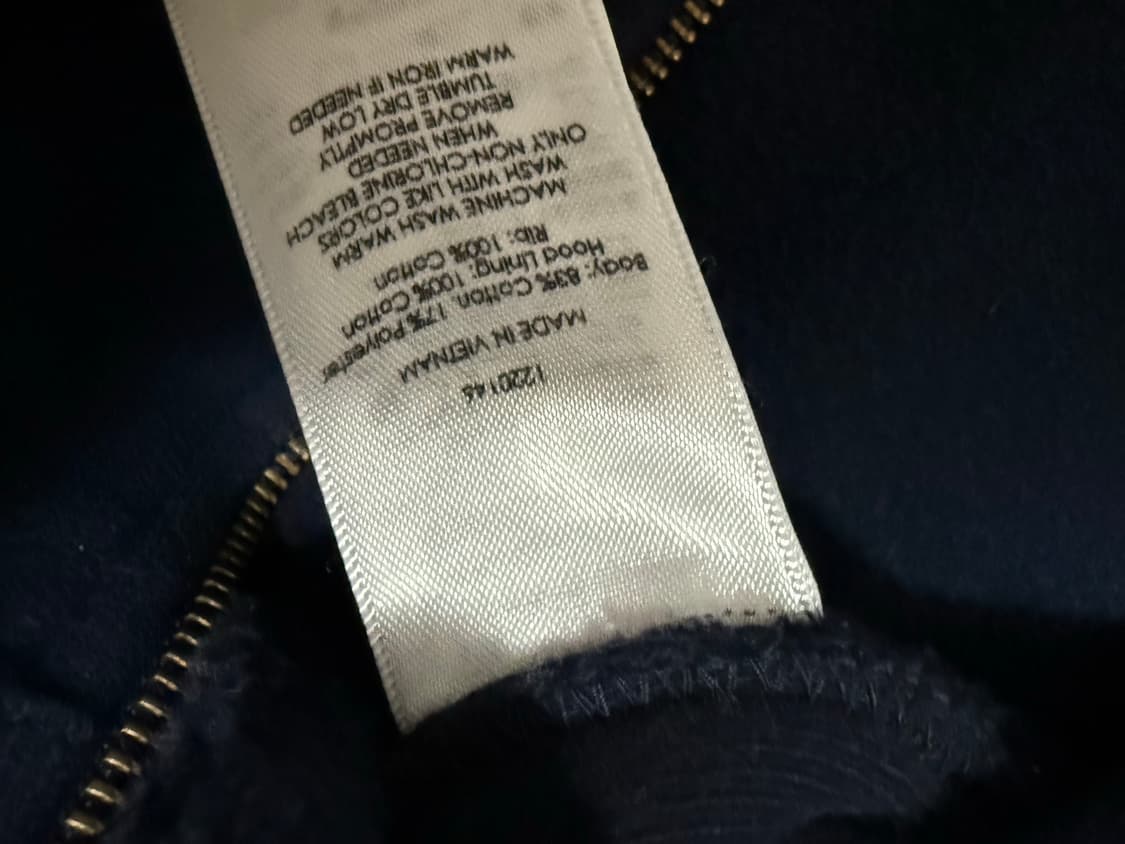 MADE IN VIETNAM
Body: 83% Cotton, 17% Polyester
Hood Lining: 100% Cotton
Rib: 100% Cotton
MACHINE WASH WARM
WASH WITH LIKE COLORS
ONLY NON-CHLORINE BLEACH
WHEN NEEDED
REMOVE PROMPTLY
TUMBLE DRY LOW
WARM IRON IF NEEDED